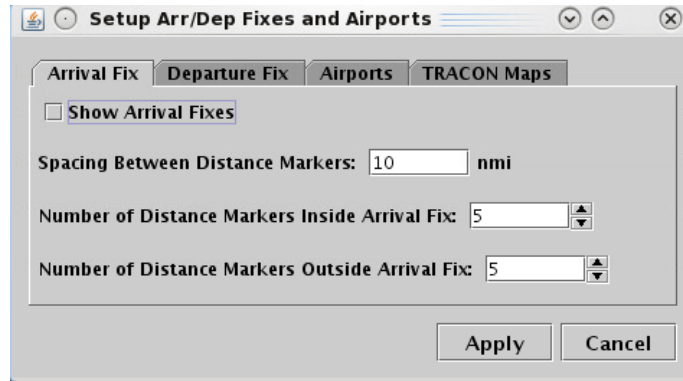 Setup Arr/Dep Fixes and Airports
Arrival Fix Departure Fix Airports TRACON Maps
Show Arrival Fixes
Spacing Between Distance Markers: 10 nmi
Number of Distance Markers Inside Arrival Fix: 5
Number of Distance Markers Outside Arrival Fix: 5
Apply Cancel